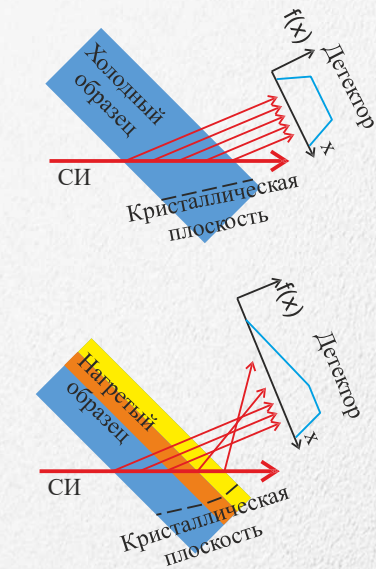 f(x)
Детектор
Холодный
образец
x
СИ
Кристаллическая
плоскость
f(x)
Детектор
Нагретый
образец
x
СИ
Кристаллическая
плоскость